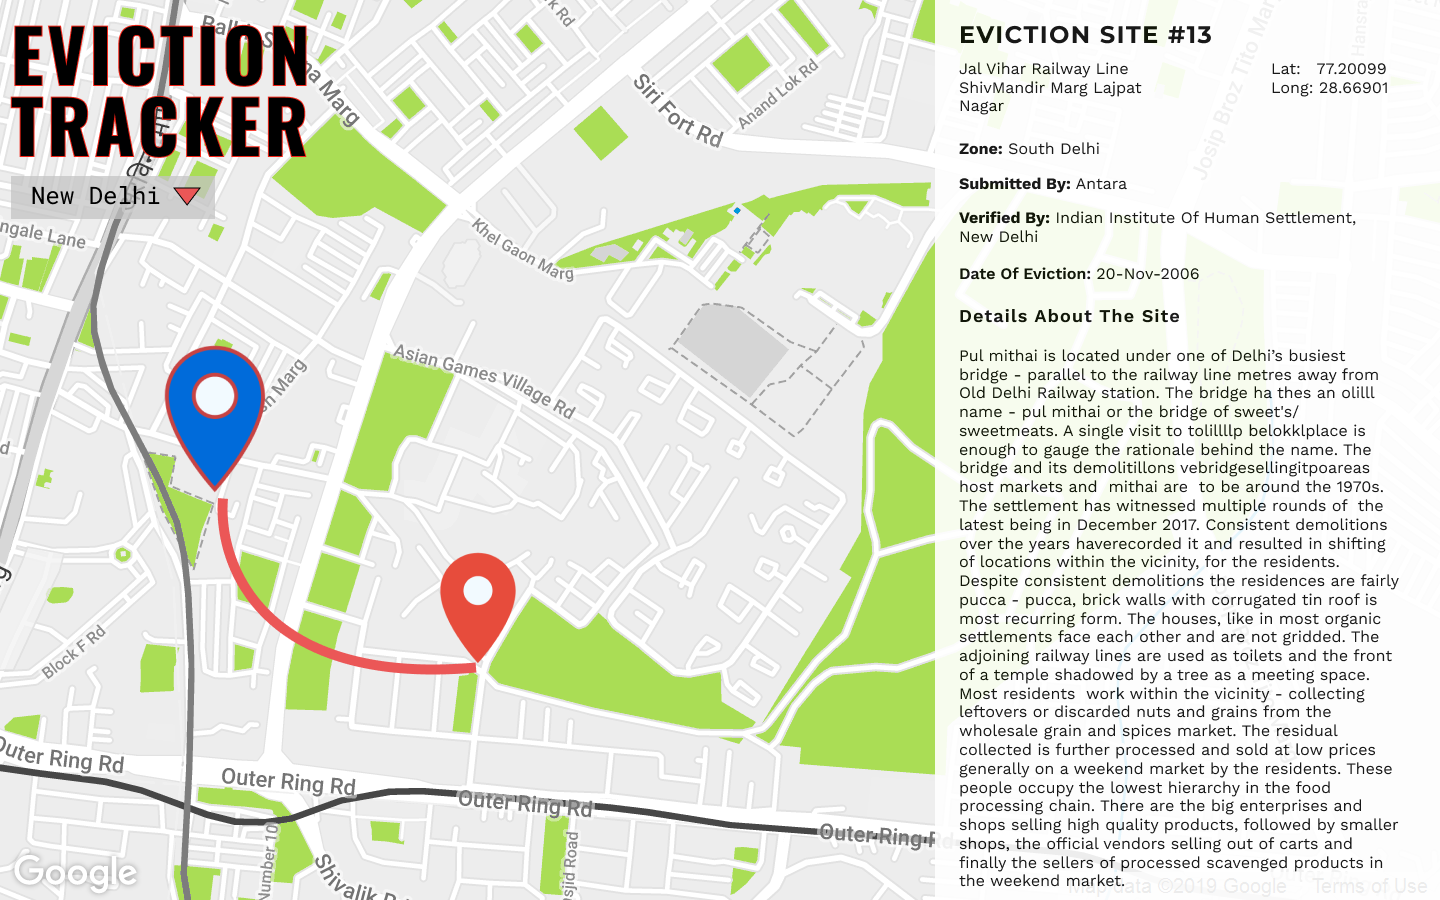 EVICTION
TRACKER
New Delhi
Siri Fort Rd
Anand Lok Rd
Khel Gaon Marg
Asian Games Village Rd
Block F Rd
Outer Ring Rd
Outer Ring Rd
Outer Ring Rd
Outer Ring Rd
Shivalik
Google
EVICTION SITE #13
Jal Vihar Railway Line
ShivMandir Marg Lajpat
Nagar
Lat: 77.20099
Long: 28.66901
Zone: South Delhi
Submitted By: Antara
Verified By: Indian Institute Of Human Settlement,
New Delhi
Date Of Eviction: 20-Nov-2006
Details About The Site
Pul mithai is located under one of Delhi’s busiest
bridge - parallel to the railway line metres away from
Old Delhi Railway station. The bridge ha thes an olilll
name - pul mithai or the bridge of sweet's/
sweetmeats. A single visit to tolillllp belokklplace is
enough to gauge the rationale behind the name. The
bridge and its demolitillons vebridgesellingitpoareas
host markets and  mithai are  to be around the 1970s.
The settlement has witnessed multiple rounds of  the
latest being in December 2017. Consistent demolitions
over the years haverecorded it and resulted in shifting
of locations within the vicinity, for the residents.
Despite consistent demolitions the residences are fairly
pucca - pucca, brick walls with corrugated tin roof is
most recurring form. The houses, like in most organic
settlements face each other and are not gridded. The
adjoining railway lines are used as toilets and the front
of a temple shadowed by a tree as a meeting space.
Most residents  work within the vicinity - collecting
leftovers or discarded nuts and grains from the
wholesale grain and spices market. The residual
collected is further processed and sold at low prices
generally on a weekend market by the residents. These
people occupy the lowest hierarchy in the food
processing chain. There are the big enterprises and
shops selling high quality products, followed by smaller
shops, the official vendors selling out of carts and
finally the sellers of processed scavenged products in
the weekend market.
Map data ©2019 Google Terms of Use
Josip Broz Tito Marg